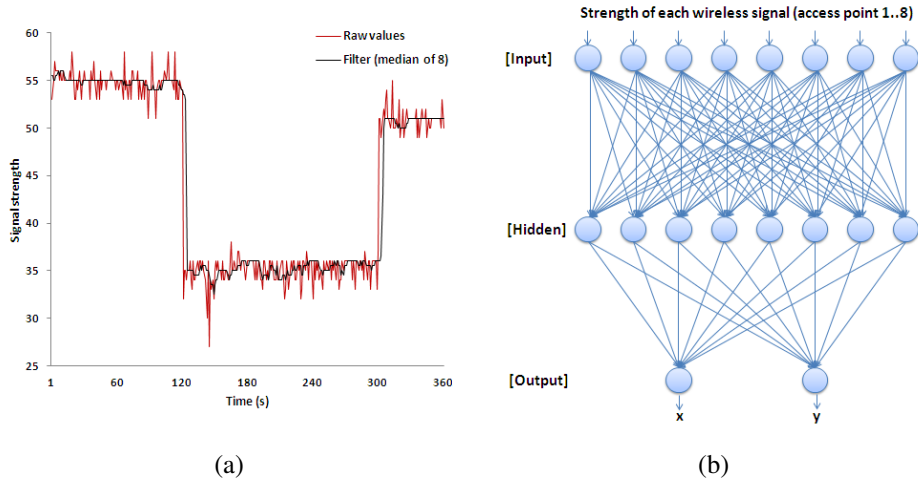 60
55
50
45
40
35
30
25
Signal strength
Raw values
Filter (median of 8)
1 60 120 180 240 300 360
Time (s)
(a)
Strength of each wireless signal (access point 1..8)
[Input]
[Hidden]
[Output]
x y
(b)